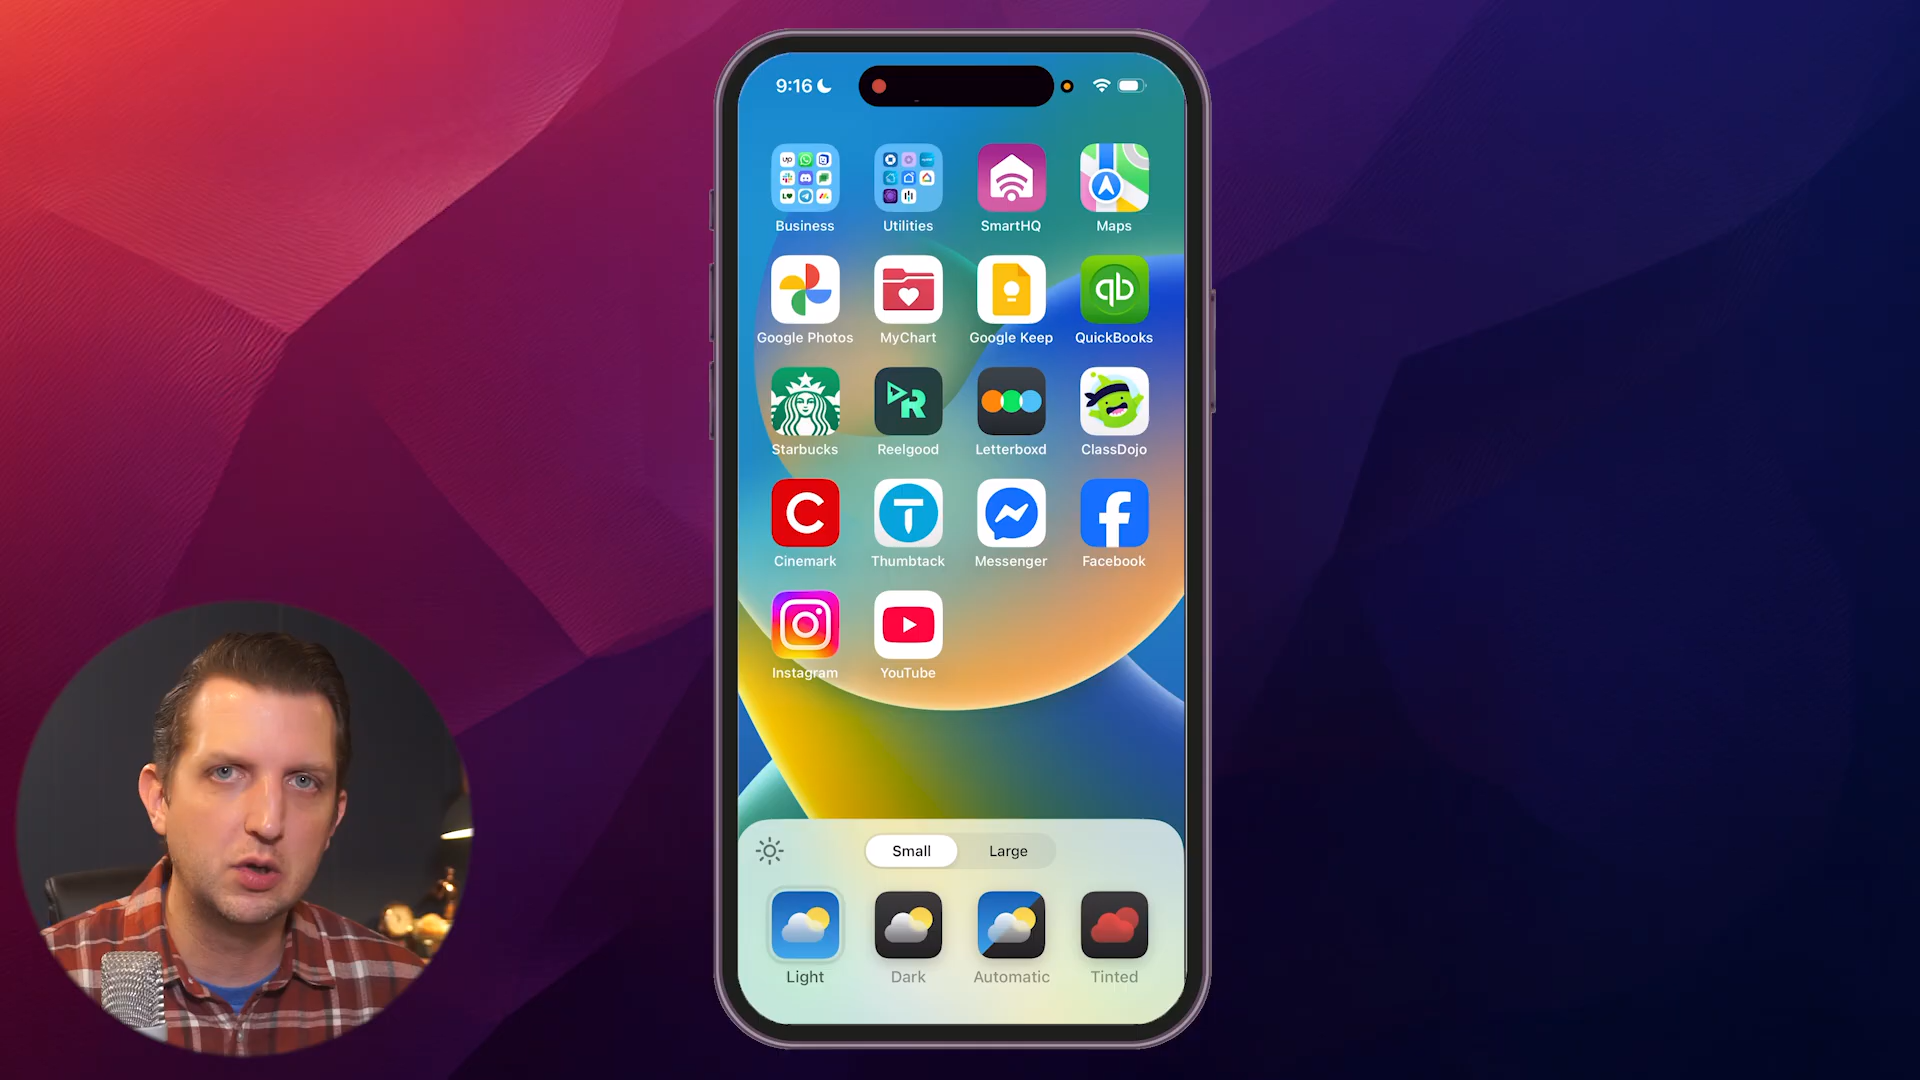 9:16
Business Utilities SmartHQ Maps
Google Photos MyChart Google Keep QuickBooks
qb
Starbucks Reelgood Letterboxd ClassDojo
Cinemark Thumbtack Messenger Facebook
Instagram YouTube
Small Large
Light Dark Automatic Tinted